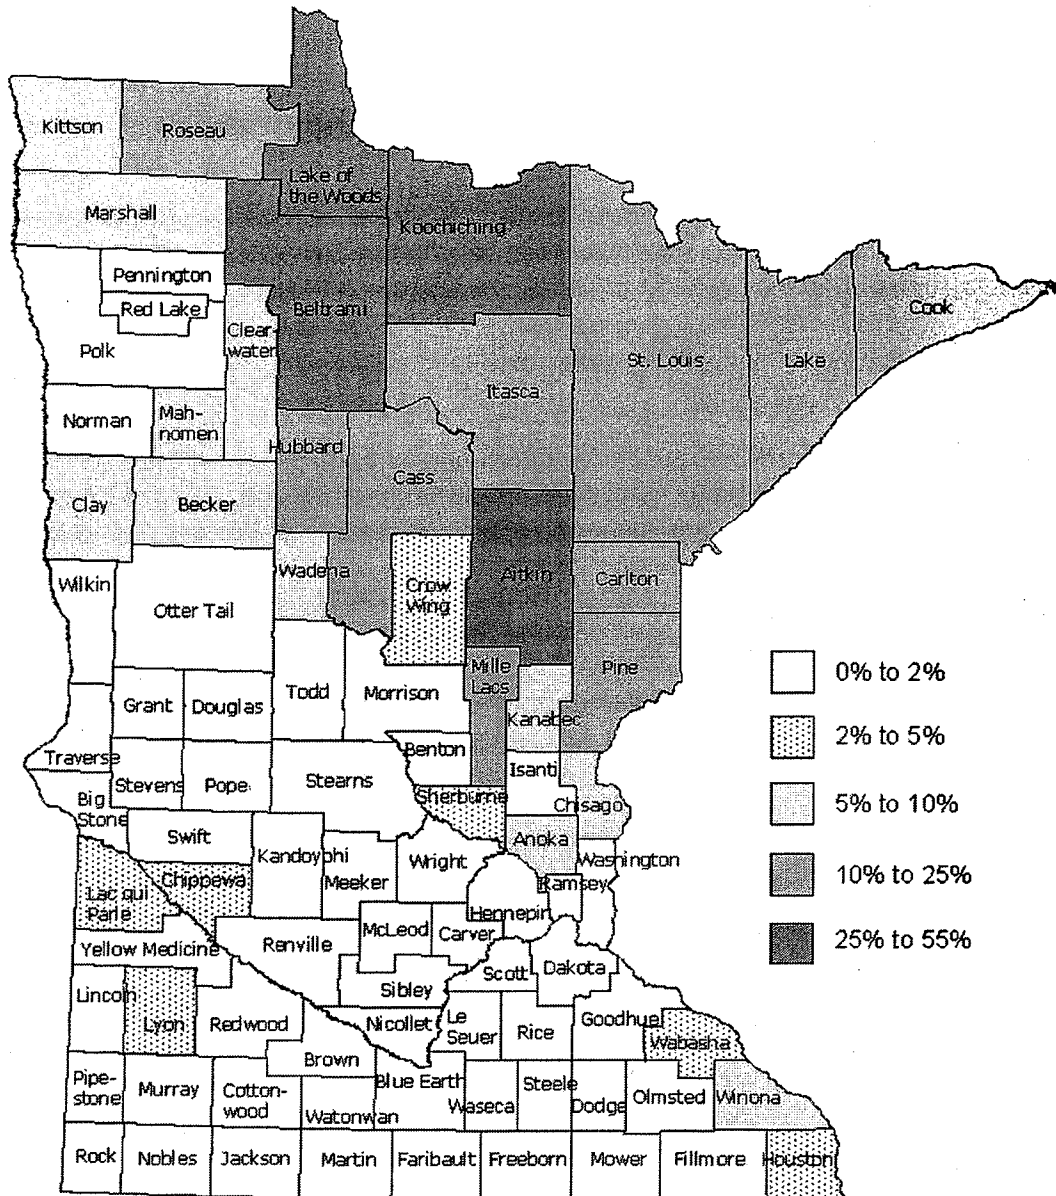 Kittson
Roseau
Lake of
the Woods
Marshall
Koochiching
Pennington
Red Lake
Clear-
water
Beltrami
Cook
Polk
St. Louis
Lake
Itasca
Norman
Mah-
nomen
Hubbard
Cass
Clay
Becker
Wadena
Crow
Wing
Aitkin
Carlton
Wilkin
Otter Tail
Mille
Lacs
Pine
0% to 2%
Grant
Douglas
Todd
Morrison
Kanabec
2% to 5%
Traverse
Stevens
Pope
Stearns
Benton
Isanti
Big
Stone
Sherburne
Chisago
5% to 10%
Swift
Kandoyphi
Meeker
Wright
Anoka
Washington
Lac qui
Parle
Chippewa
Ramsey
10% to 25%
Hennepin
Yellow Medicine
Renville
McLeod
Carver
25% to 55%
Scott
Dakota
Sibley
Lincoln
Lyon
Redwood
Nicollet
Le
Seuer
Rice
Goodhue
Wabasha
Brown
Pipe-
stone
Murray
Cotton-
wood
Watonwan
Blue Earth
Waseca
Steele
Dodge
Olmsted
Winona
Rock
Nobles
Jackson
Martin
Faribault
Freeborn
Mower
Fillmore
Houston